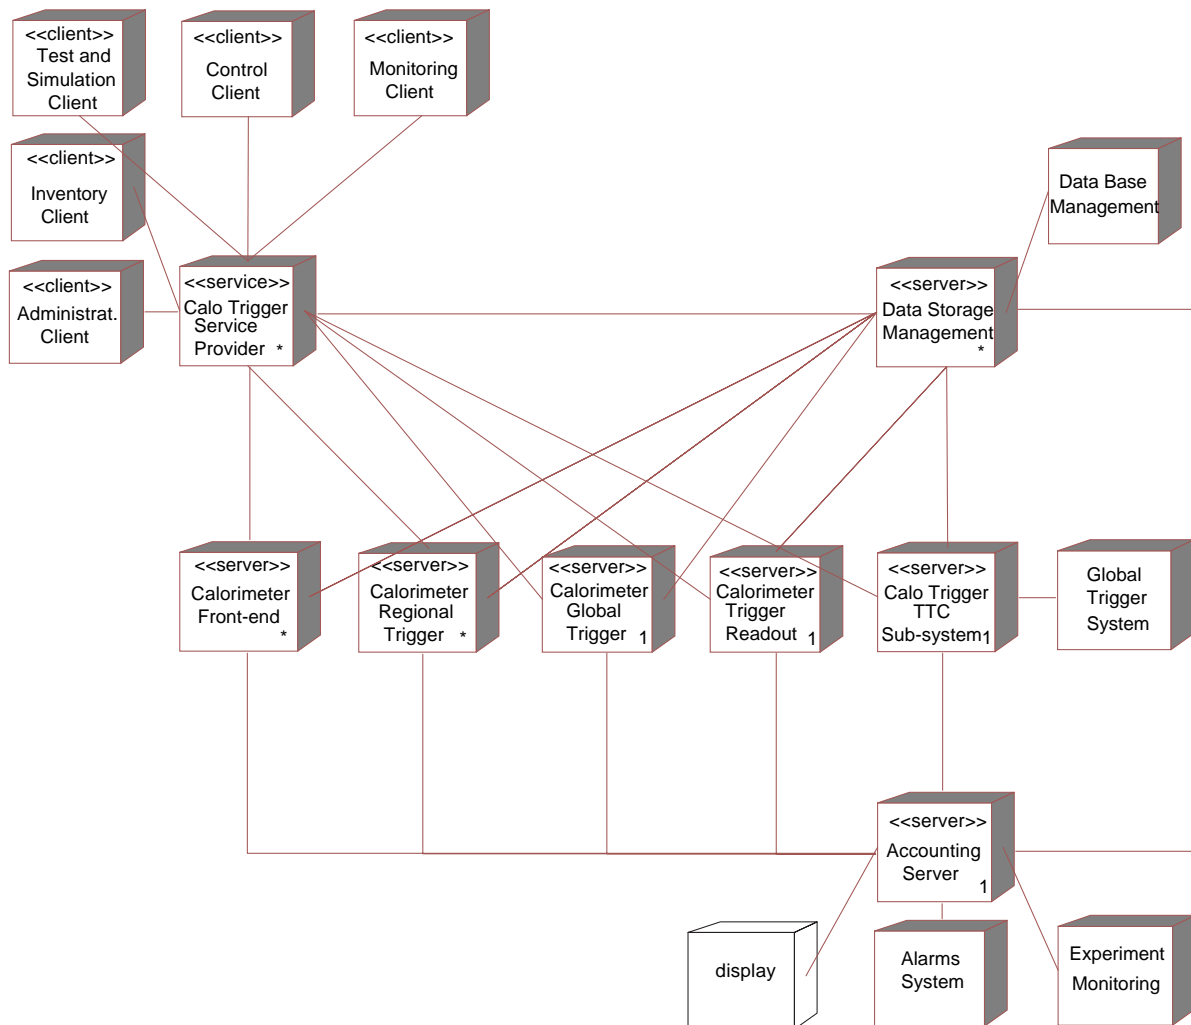 <<client>>
Test and
Simulation
Client
<<client>>
Control
Client
<<client>>
Monitoring
Client
<<client>>
Inventory
Client
Data Base
Management
<<client>>
Administrat.
Client
<<service>>
Calo Trigger
Service
Provider *
<<server>>
Data Storage
Management
*
<<server>>
Calorimeter
Front-end
*
<<server>>
Calorimeter
Regional
Trigger *
<<server>>
Calorimeter
Global
Trigger 1
<<server>>
Calorimeter
Trigger
Readout 1
<<server>>
Calo Trigger
TTC
Sub-system1
Global
Trigger
System
<<server>>
Accounting
Server
1
display
Alarms
System
Experiment
Monitoring